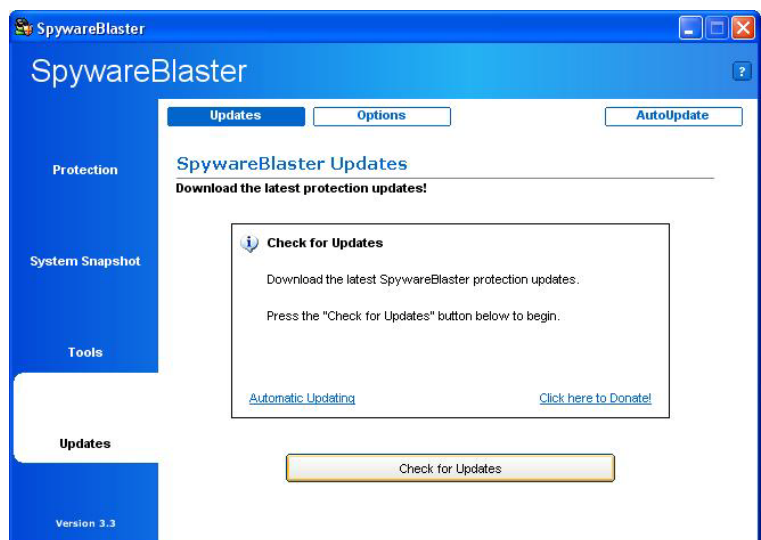 SpywareBlaster
SpywareBlaster
?
Updates
Options
AutoUpdate
Protection
System Snapshot
Tools
Updates
Version 3.3
SpywareBlaster Updates
Download the latest protection updates!
Check for Updates
Download the latest SpywareBlaster protection updates.
Press the "Check for Updates" button below to begin.
Automatic Updating
Click here to Donate!
Check for Updates